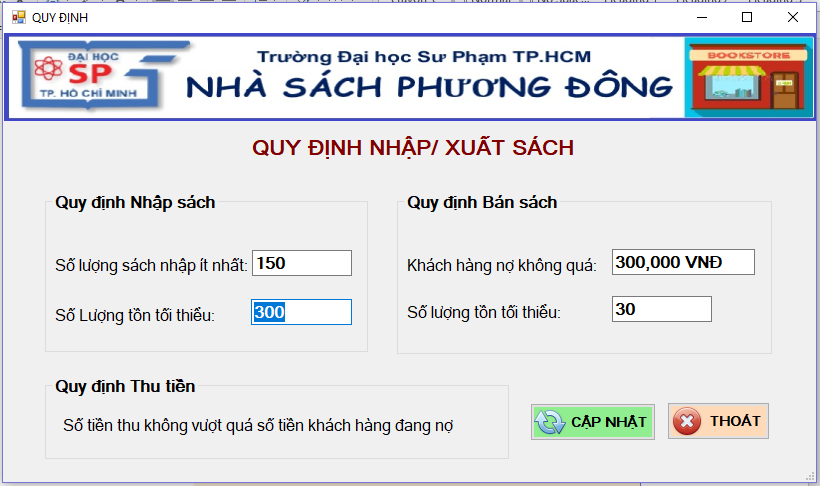 QUY ĐỊNH
ĐẠI HỌC
SP
TP. HỒ CHÍ MINH
Trường Đại học Sư Phạm TP.HCM
NHÀ SÁCH PHƯƠNG ĐÔNG
BOOKSTORE
QUY ĐỊNH NHẬP/ XUẤT SÁCH
Quy định Nhập sách
Số lượng sách nhập ít nhất: 150
Số Lượng tồn tối thiểu: 300
Quy định Bán sách
Khách hàng nợ không quá: 300,000 VNĐ
Số lượng tồn tối thiểu: 30
Quy định Thu tiền
Số tiền thu không vượt quá số tiền khách hàng đang nợ
CẬP NHẬT
THOÁT